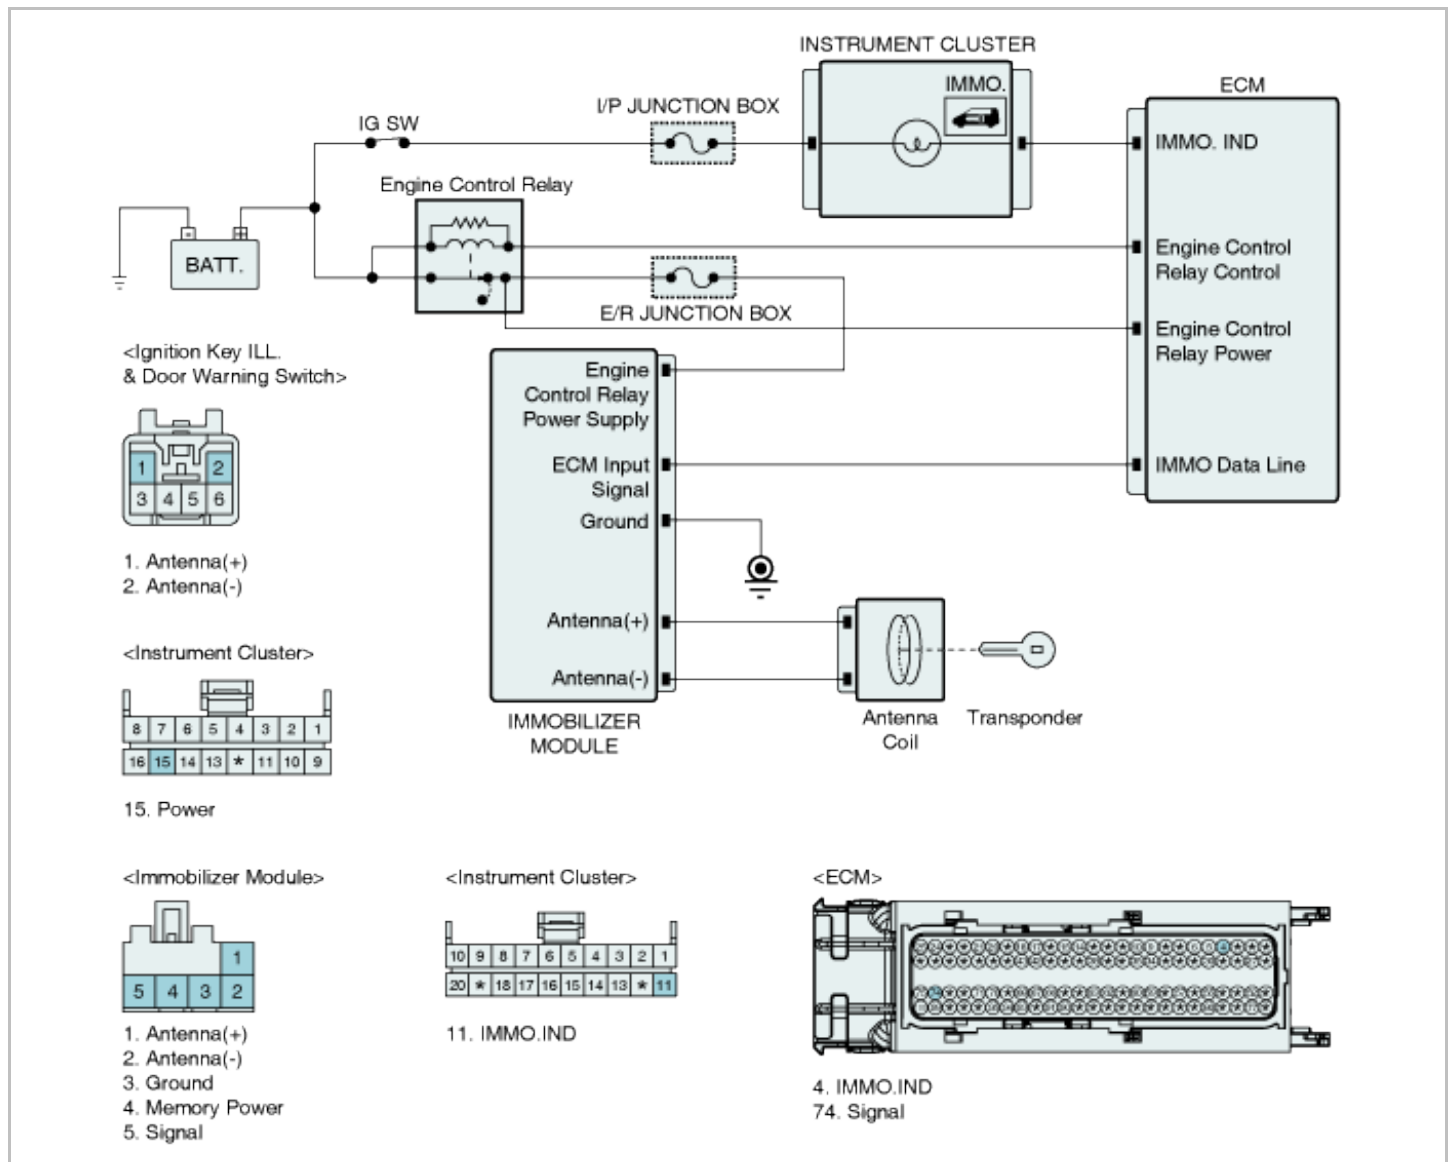 INSTRUMENT CLUSTER
IMMO.
ECM
I/P JUNCTION BOX
IG SW
IMMO. IND
Engine Control Relay
- +
BATT.
Engine Control
Relay Control
E/R JUNCTION BOX
Engine Control
Relay Power
<Ignition Key ILL.
& Door Warning Switch>
Engine
Control Relay
Power Supply
ECM Input
Signal
IMMO Data Line
Ground
1 2
3 4 5 6
1. Antenna(+)
2. Antenna(-)
Antenna(+)
Antenna(-)
IMMOBILIZER
MODULE
Antenna
Coil
Transponder
<Instrument Cluster>
8 7 6 5 4 3 2 1
16 15 14 13 * 11 10 9
15. Power
<Immobilizer Module>
1
5 4 3 2
1. Antenna(+)
2. Antenna(-)
3. Ground
4. Memory Power
5. Signal
<Instrument Cluster>
10 9 8 7 6 5 4 3 2 1
20 * 18 17 16 15 14 13 * 11
11. IMMO.IND
<ECM>
4. IMMO.IND
74. Signal